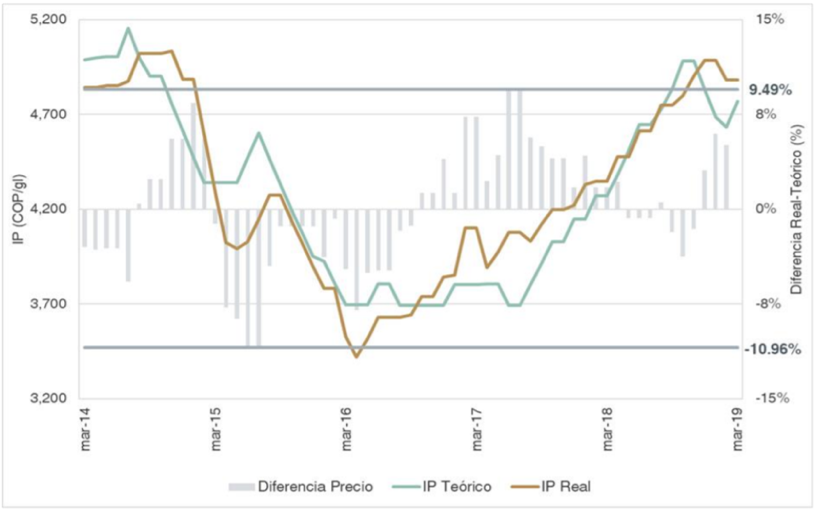 5,200
4,700
4,200
3,700
3,200
IP (COP/gl)
15%
9.49%
8%
0%
-8%
-10.96%
-15%
Diferencia Real-Teórico (%)
mar-14
mar-15
mar-16
mar-17
mar-18
mar-19
Diferencia Precio
IP Teórico
IP Real